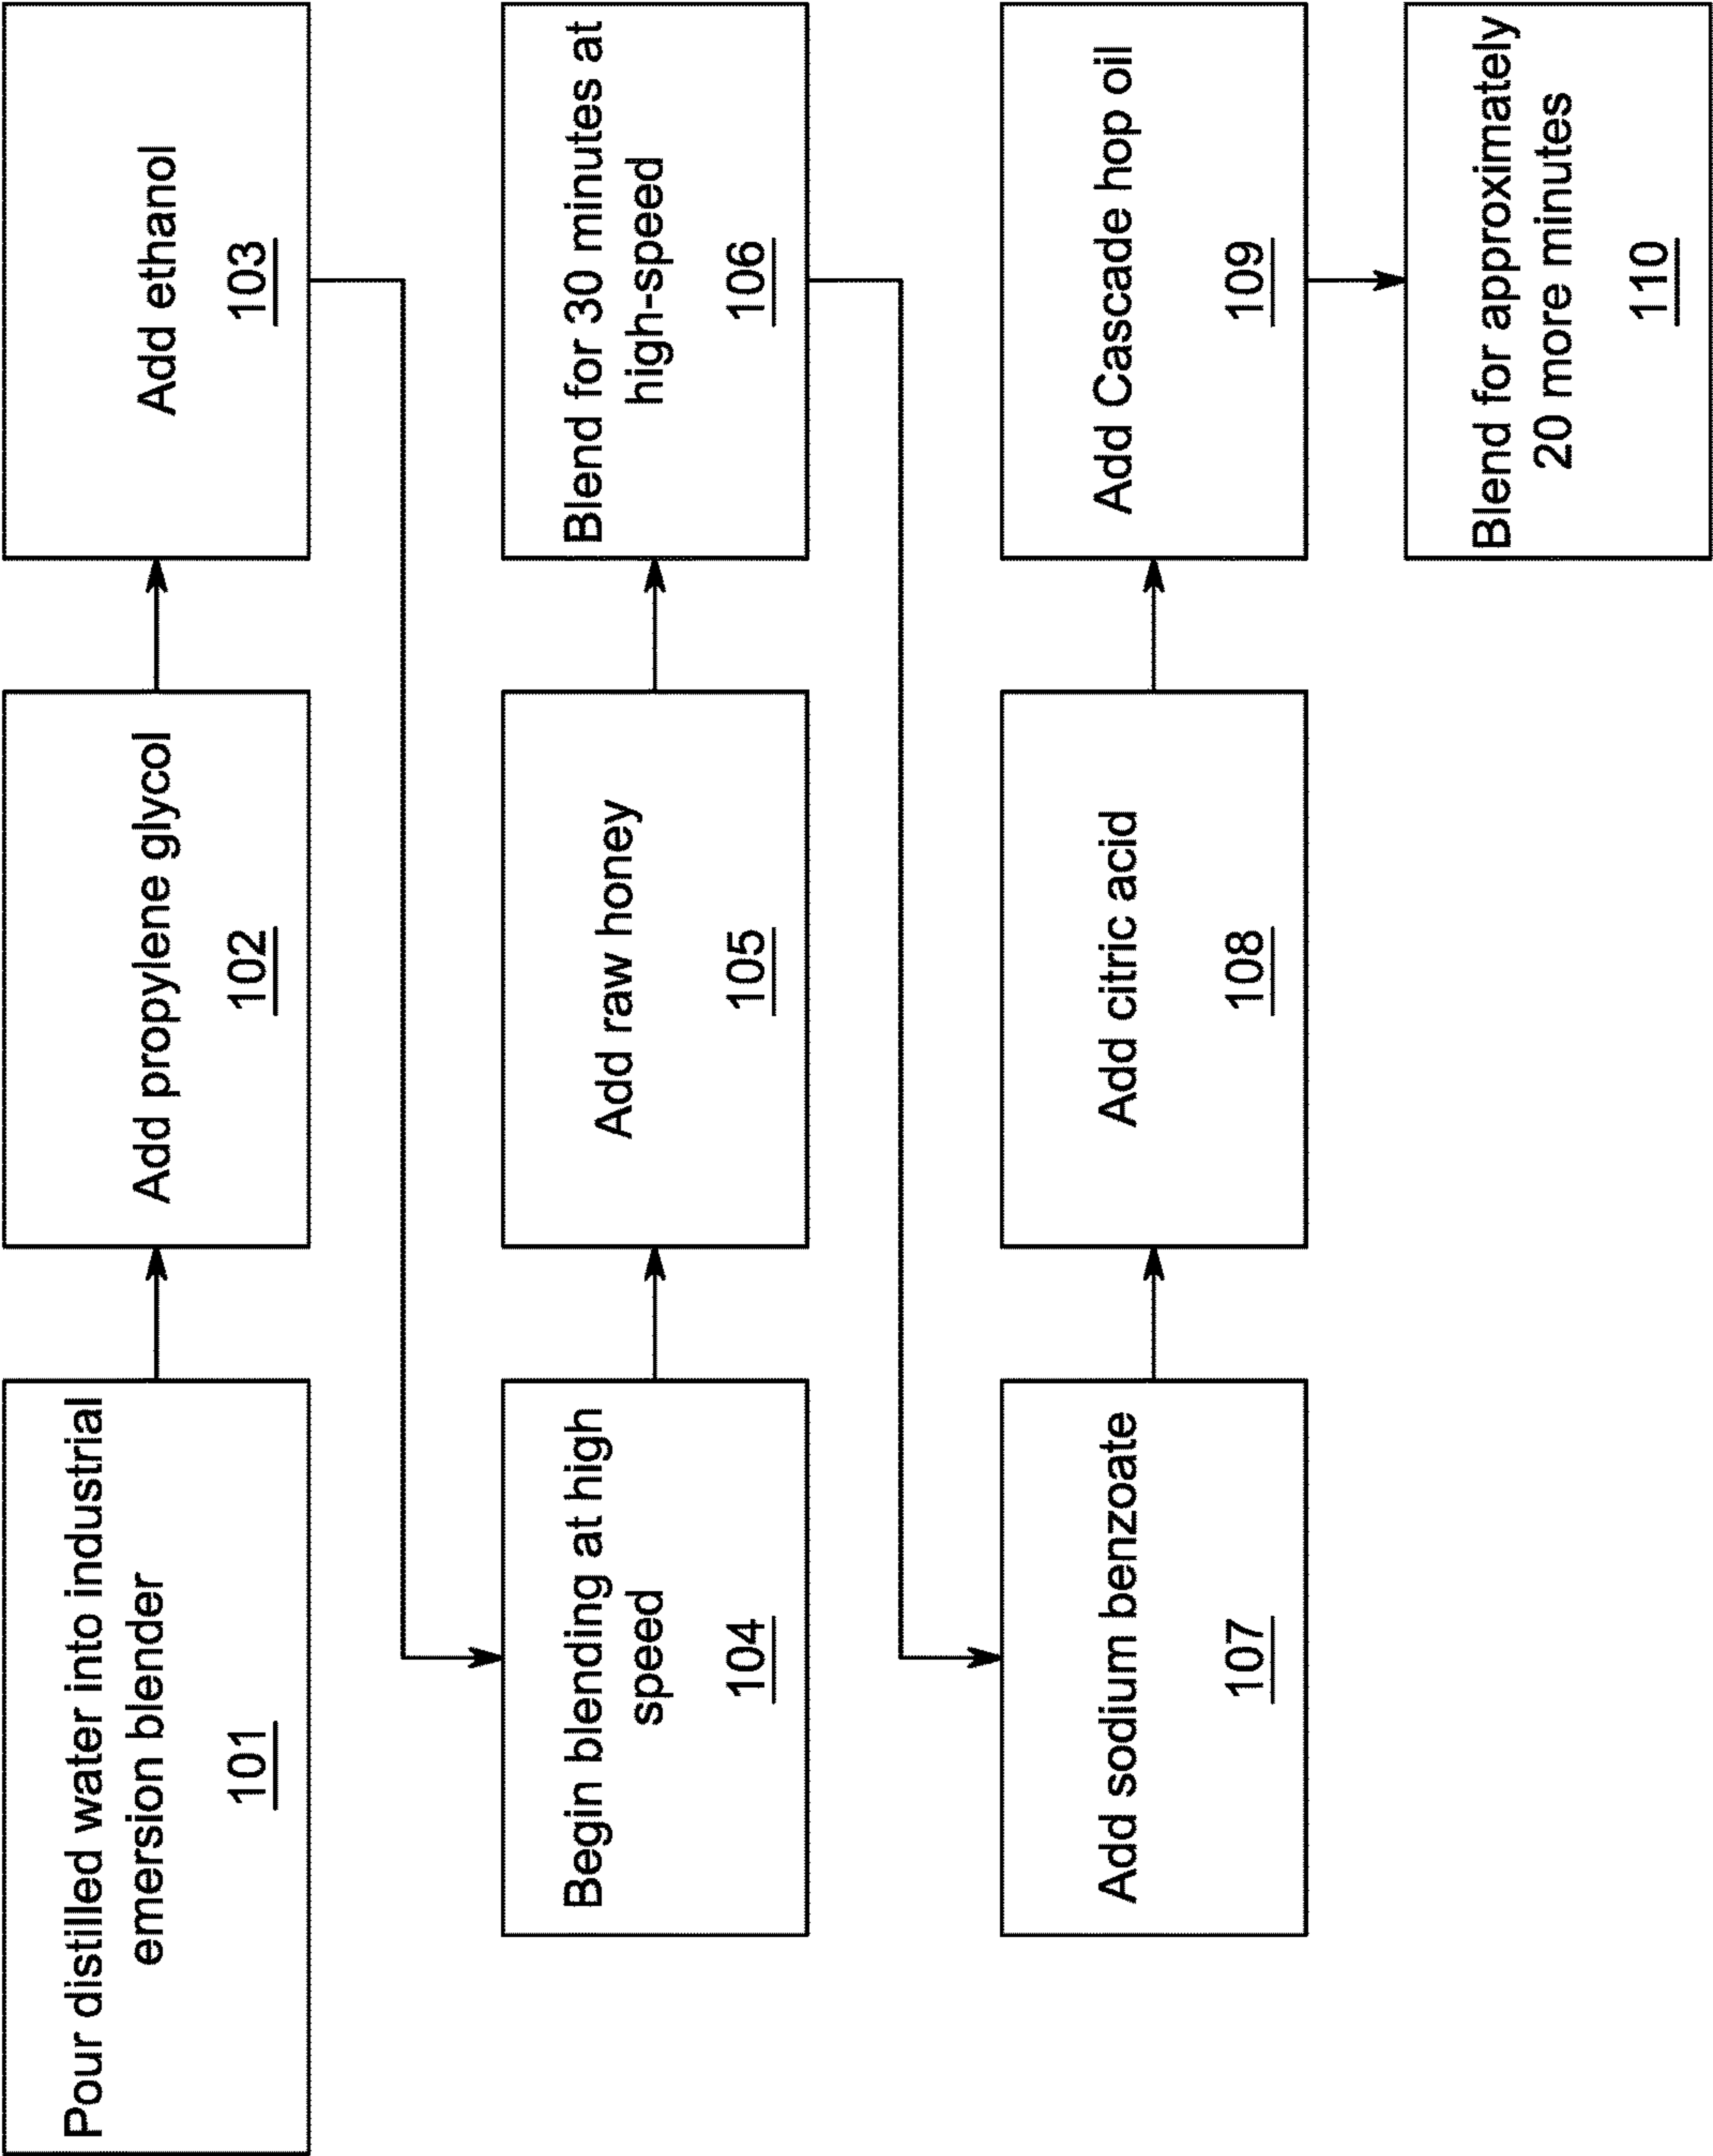 Pour distilled water into industrial
emersion blender
101
Add propylene glycol
102
Add ethanol
103
Begin blending at high
speed
104
Add raw honey
105
Blend for 30 minutes at
high-speed
106
Add sodium benzoate
107
Add citric acid
108
Add Cascade hop oil
109
Blend for approximately
20 more minutes
110